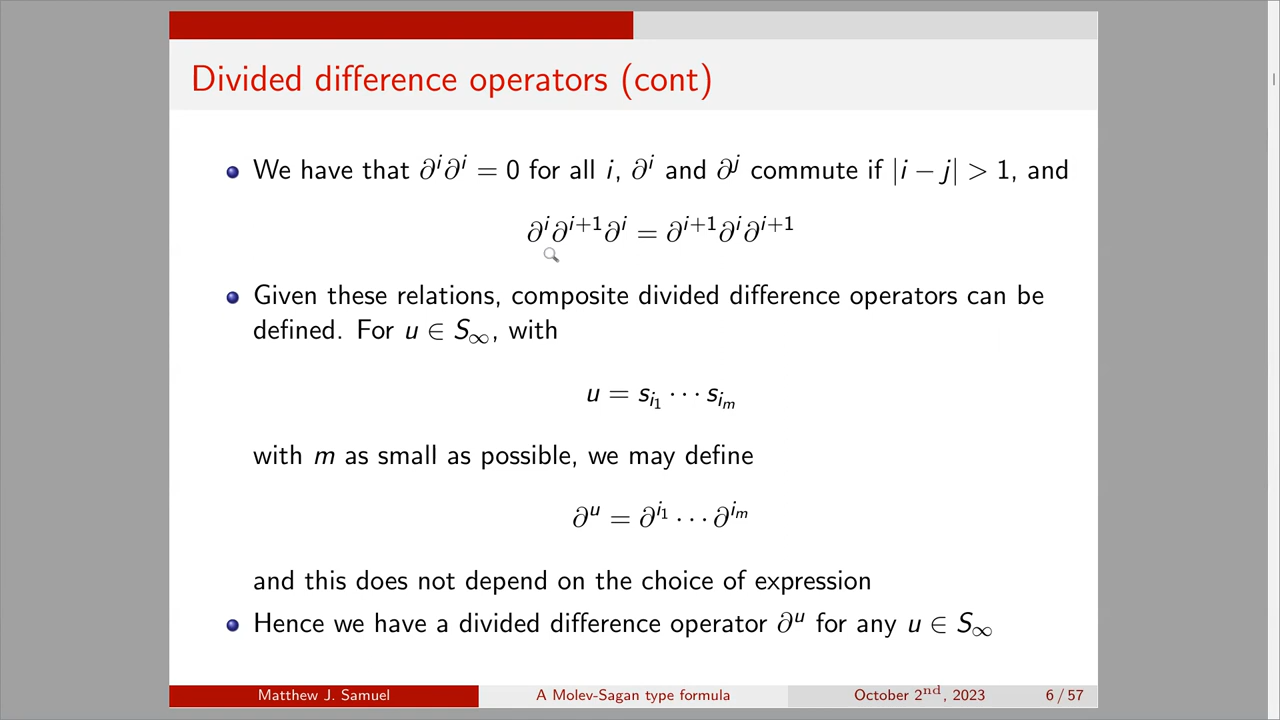 Divided difference operators (cont)
We have that ∂ⁱ∂ⁱ = 0 for all i, ∂ⁱ and ∂ʲ commute if |i − j| > 1, and
∂ⁱ∂ⁱ⁺¹∂ⁱ = ∂ⁱ⁺¹∂ⁱ∂ⁱ⁺¹
Given these relations, composite divided difference operators can be
defined. For u ∈ S_∞, with
u = s_{i_1} ⋯ s_{i_m}
with m as small as possible, we may define
∂^u = ∂^{i_1} ⋯ ∂^{i_m}
and this does not depend on the choice of expression
Hence we have a divided difference operator ∂^u for any u ∈ S_∞
Matthew J. Samuel A Molev-Sagan type formula October 2nd, 2023 6 / 57